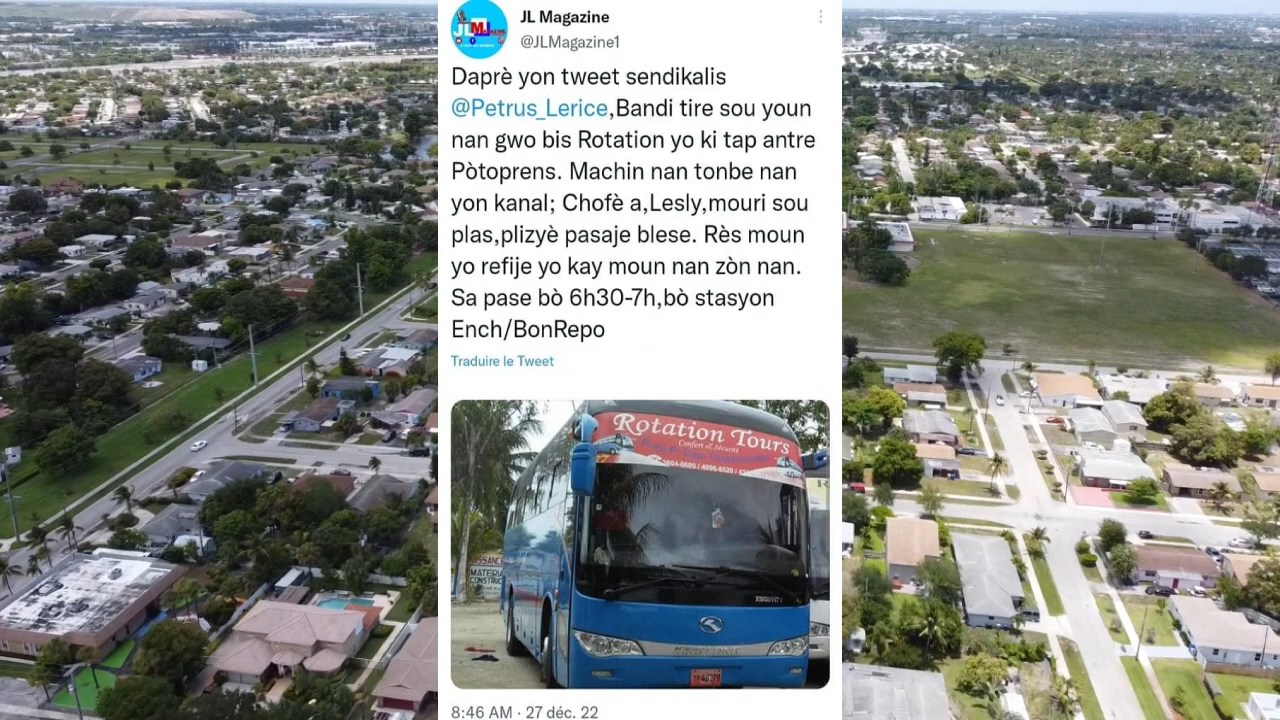 JL Magazine
@JLMagazine1
Daprè yon tweet sendikalis
@Petrus_Lerice,Bandi tire sou youn
nan gwo bis Rotation yo ki tap antre
Pòtoprens. Machin nan tonbe nan
yon kanal; Chofè a,Lesly,mouri sou
plas,plizyè pasaje blese. Rès moun
yo refije yo kay moun nan zòn nan.
Sa pase bò 6h30-7h,bò stasyon
Ench/BonRepo
Traduire le Tweet
Rotation Tours
Confort & Sécurité
8:46 AM · 27 déc. 22